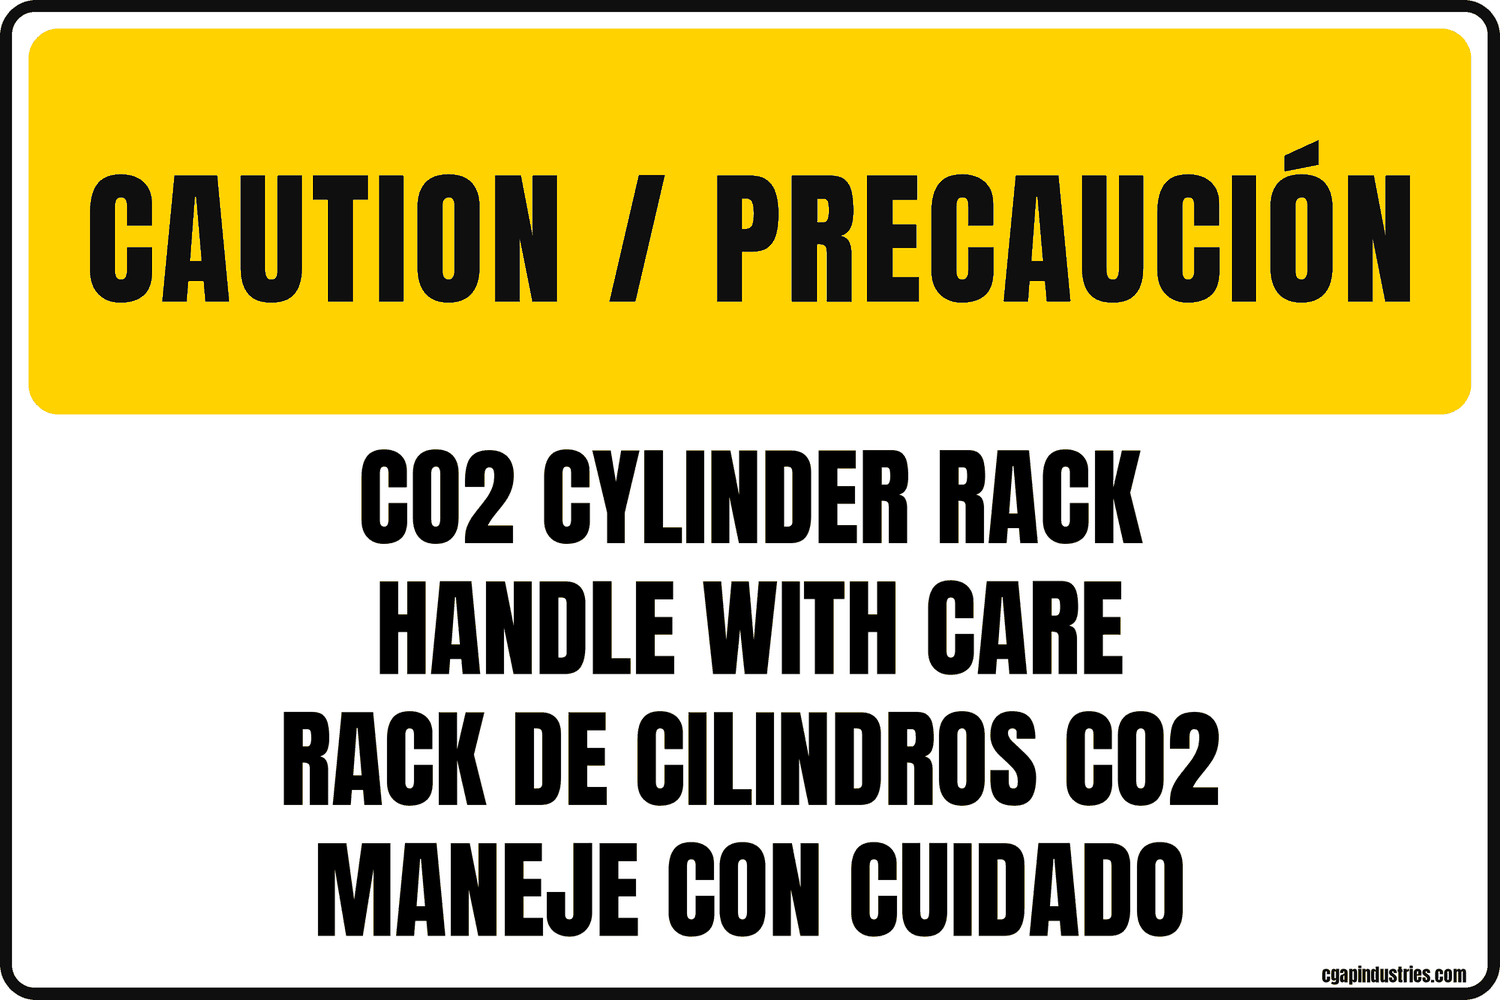 CAUTION / PRECAUCIÓN
CO2 CYLINDER RACK
HANDLE WITH CARE
RACK DE CILINDROS CO2
MANEJE CON CUIDADO
cgapindustries.com